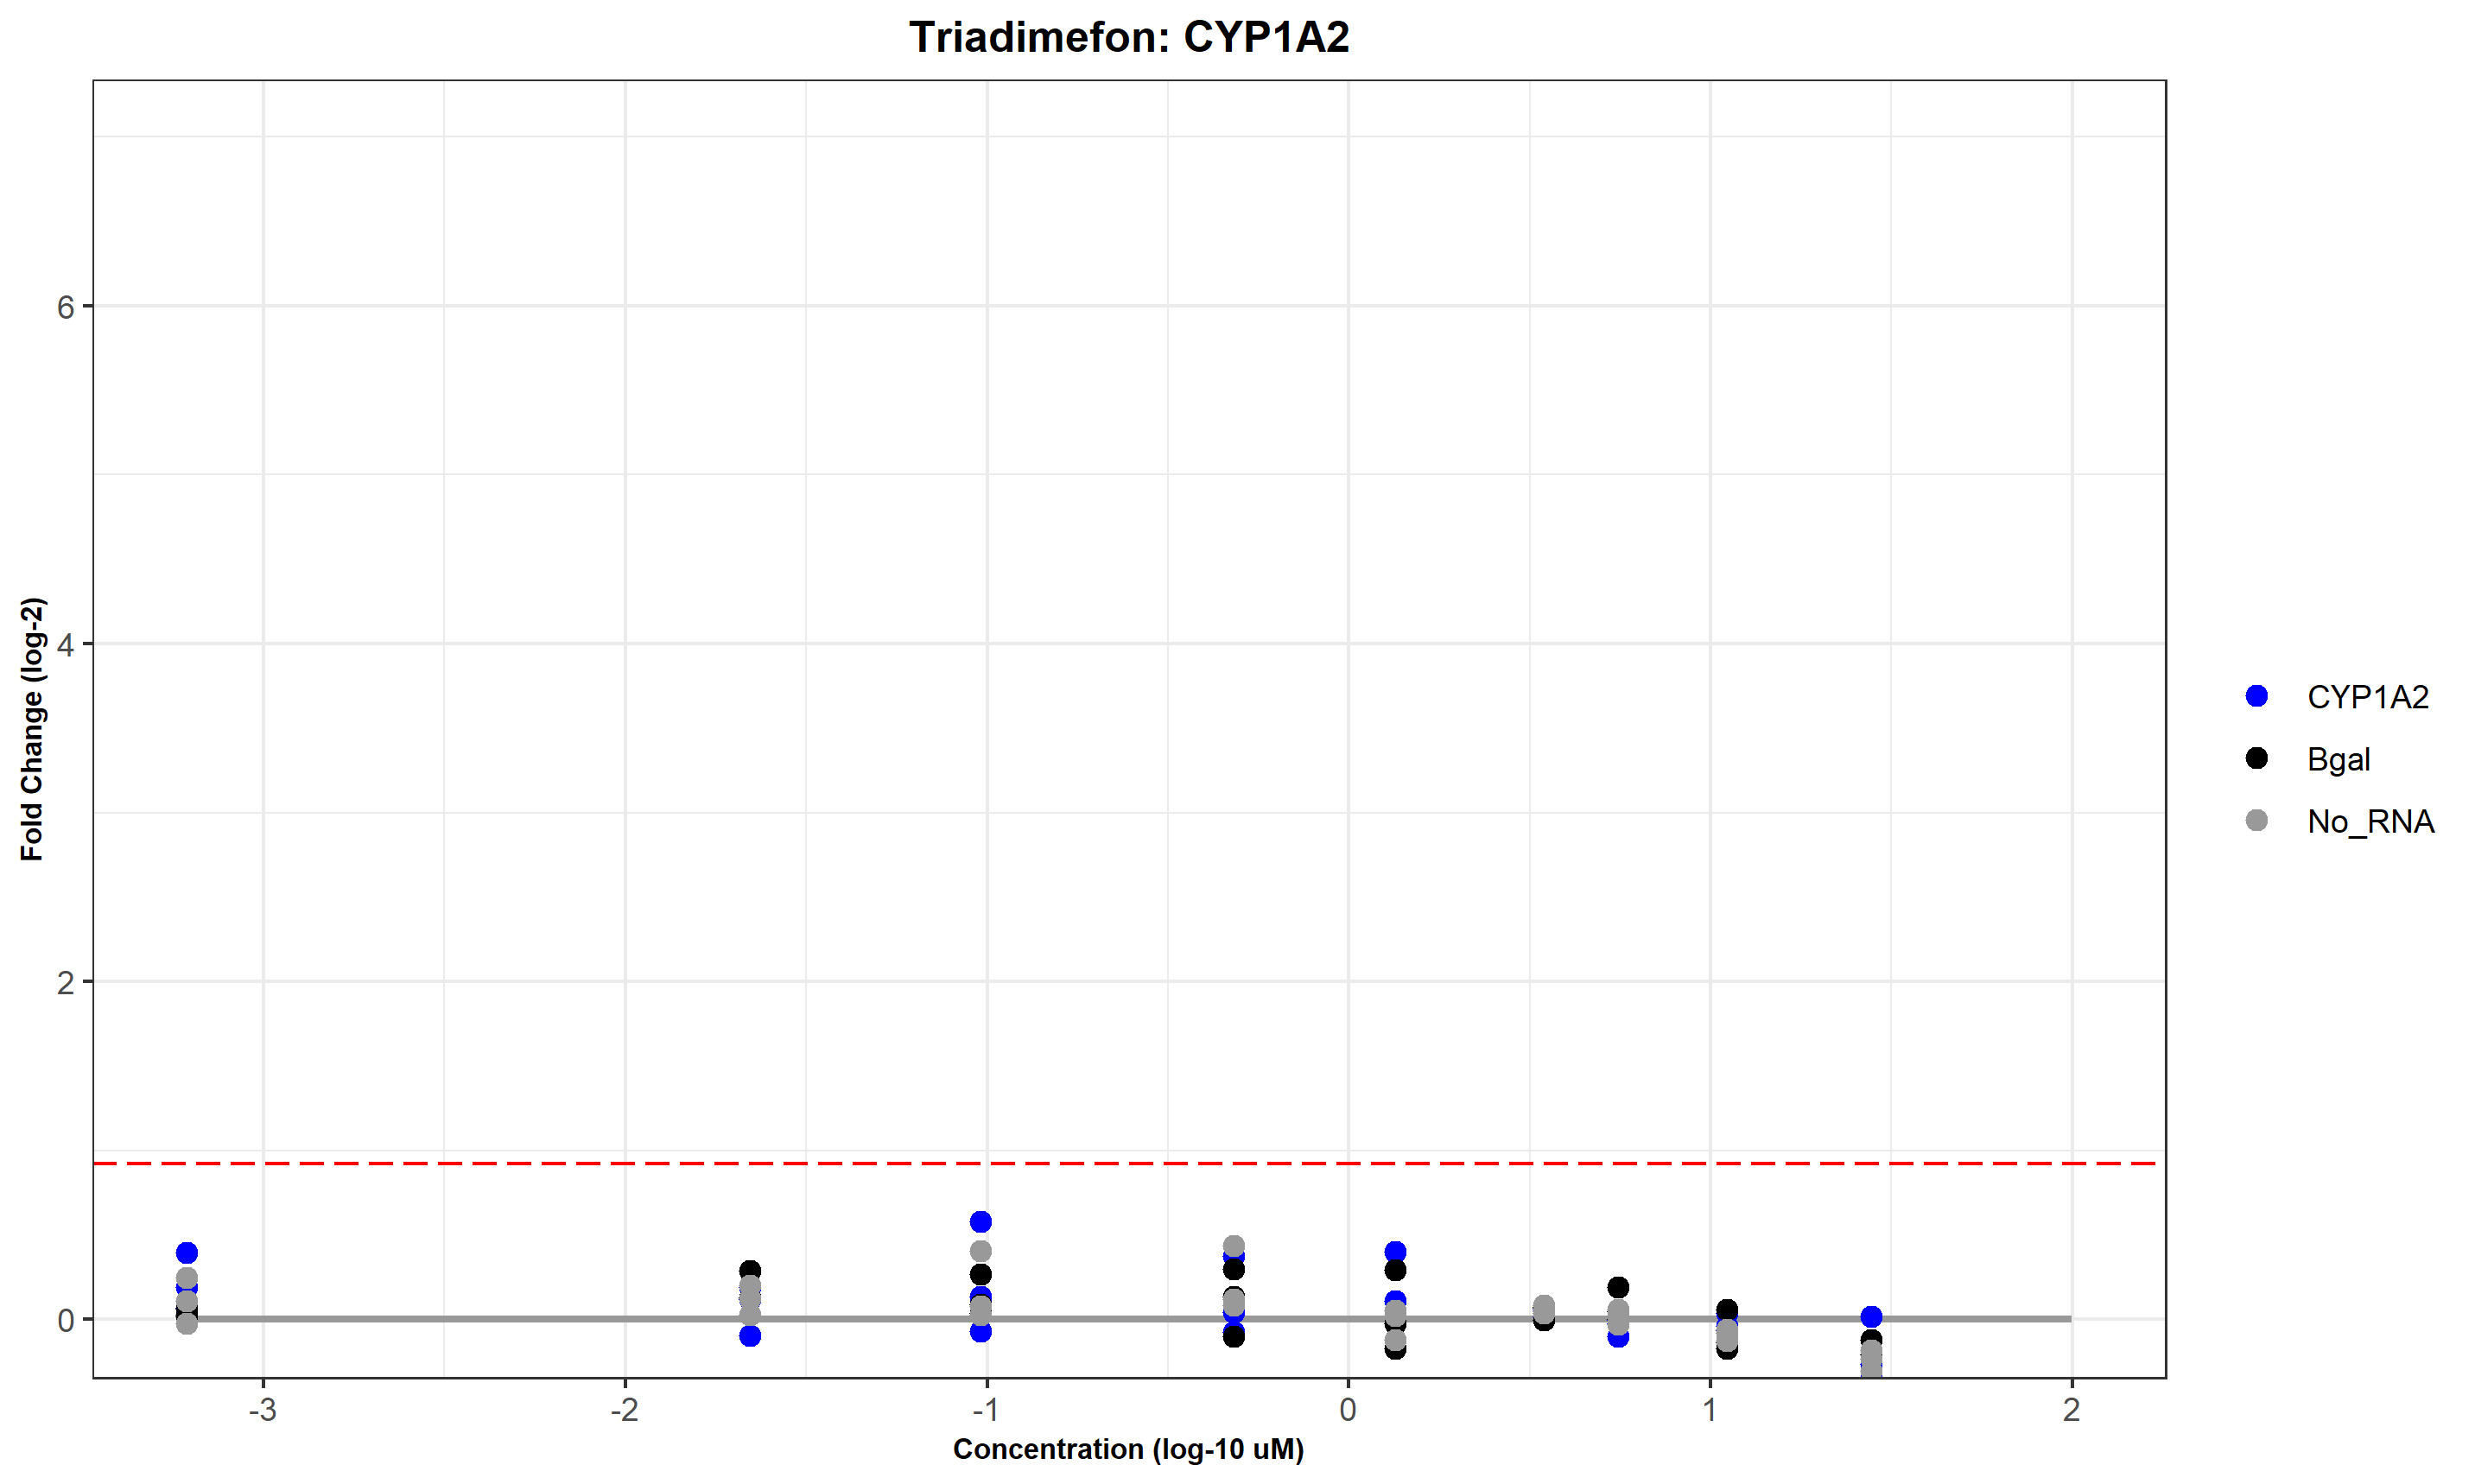 Triadimefon: CYP1A2
Fold Change (log-2)
6
4
2
0
-3
-2
-1
0
1
2
Concentration (log-10 uM)
CYP1A2
Bgal
No_RNA